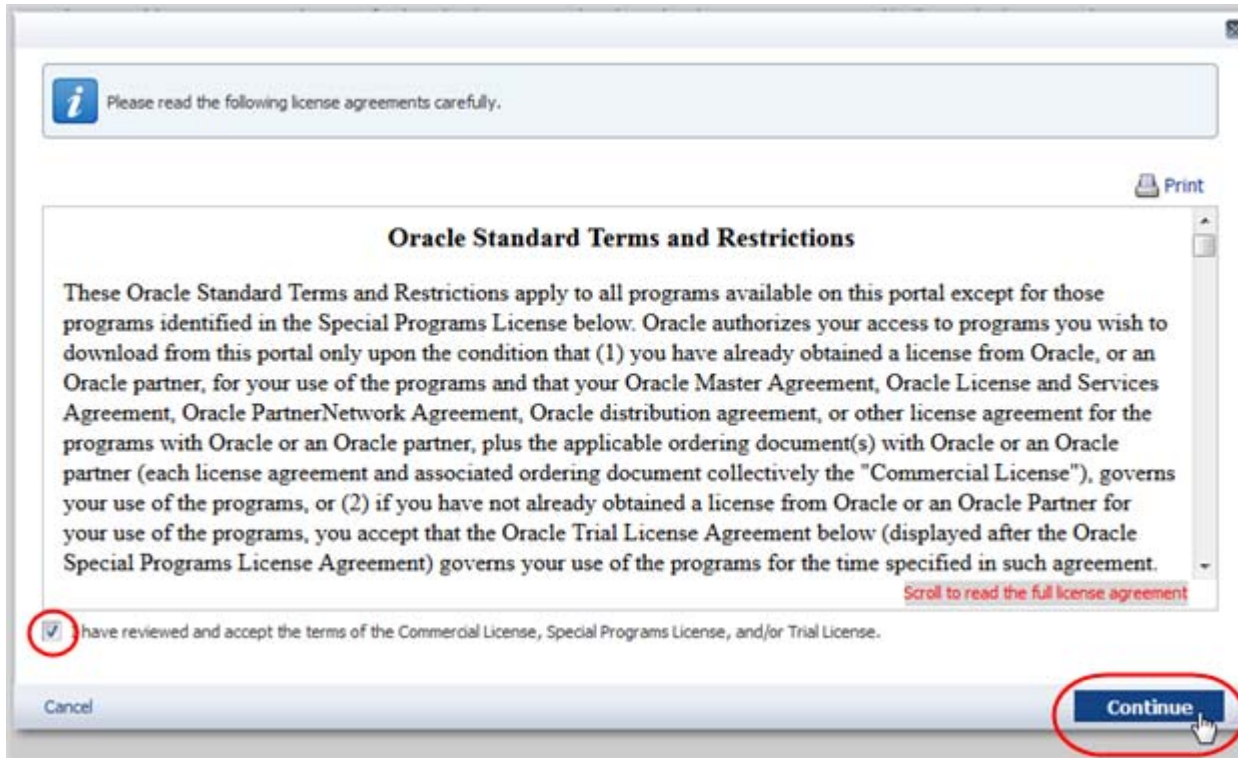 Please read the following license agreements carefully.
Print
Oracle Standard Terms and Restrictions
These Oracle Standard Terms and Restrictions apply to all programs available on this portal except for those
programs identified in the Special Programs License below. Oracle authorizes your access to programs you wish to
download from this portal only upon the condition that (1) you have already obtained a license from Oracle, or an
Oracle partner, for your use of the programs and that your Oracle Master Agreement, Oracle License and Services
Agreement, Oracle PartnerNetwork Agreement, Oracle distribution agreement, or other license agreement for the
programs with Oracle or an Oracle partner, plus the applicable ordering document(s) with Oracle or an Oracle
partner (each license agreement and associated ordering document collectively the "Commercial License"), governs
your use of the programs, or (2) if you have not already obtained a license from Oracle or an Oracle Partner for
your use of the programs, you accept that the Oracle Trial License Agreement below (displayed after the Oracle
Special Programs License Agreement) governs your use of the programs for the time specified in such agreement.
Scroll to read the full license agreement
I have reviewed and accept the terms of the Commercial License, Special Programs License, and/or Trial License.
Cancel
Continue